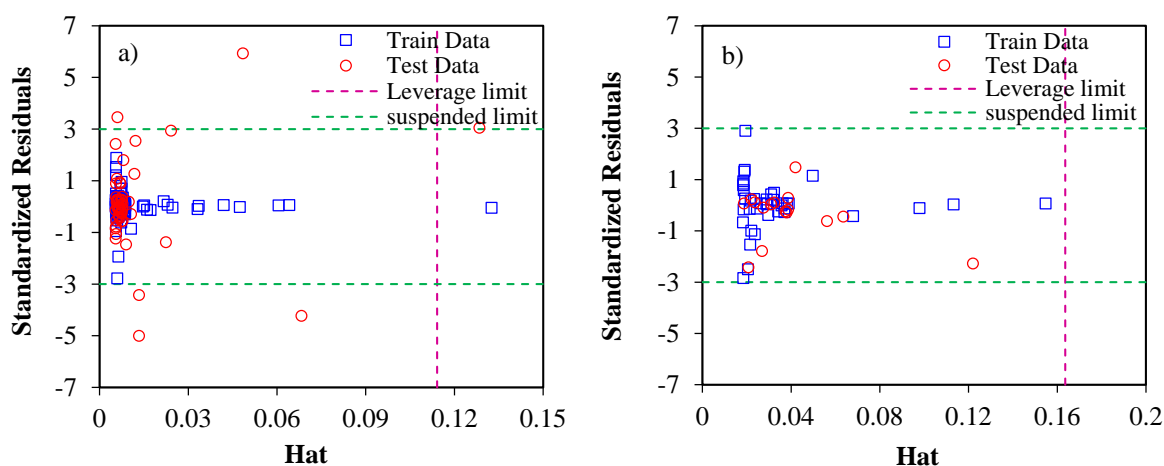 a)
Train Data
Test Data
Leverage limit
suspended limit
Standardized Residuals
7
5
3
1
-1
-3
-5
-7
0
0.03
0.06
0.09
0.12
0.15
Hat
b)
Train Data
Test Data
Leverage limit
suspended limit
Standardized Residuals
7
5
3
1
-1
-3
-5
-7
0
0.04
0.08
0.12
0.16
0.2
Hat